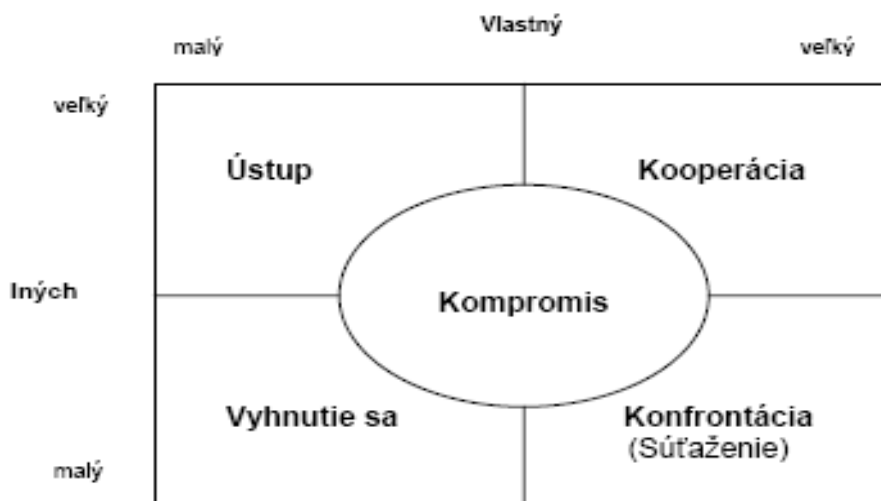 Vlastný
malý veľký
veľký
Ústup Kooperácia
Iných
Kompromis
Vyhnutie sa Konfrontácia
(Súťaženie)
malý